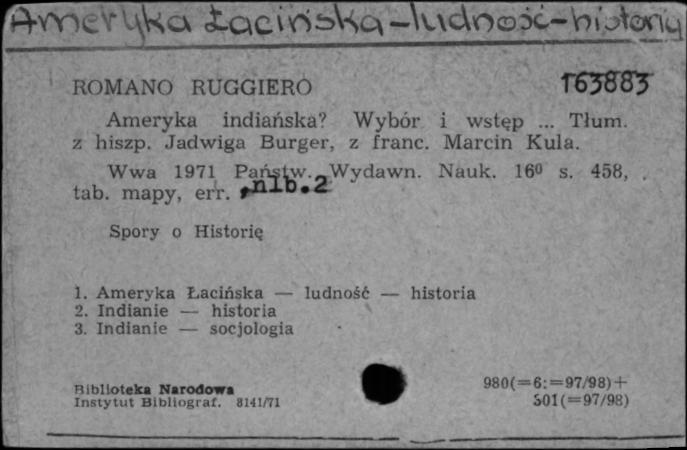 Ameryka Łacińska – ludność – historia
ROMANO RUGGIERO 163883
Ameryka indiańska? Wybór i wstęp ... Tłum.
z hiszp. Jadwiga Burger, z franc. Marcin Kula.
Wwa 1971 Państw. Wydawn. Nauk. 16⁰ s. 458,
tab. mapy, err. ,nlb.2
Spory o Historię
1. Ameryka Łacińska — ludność — historia
2. Indianie — historia
3. Indianie — socjologia
Biblioteka Narodowa 980(=6:=97/98)+
Instytut Bibliograf. 8141/71 301(=97/98)